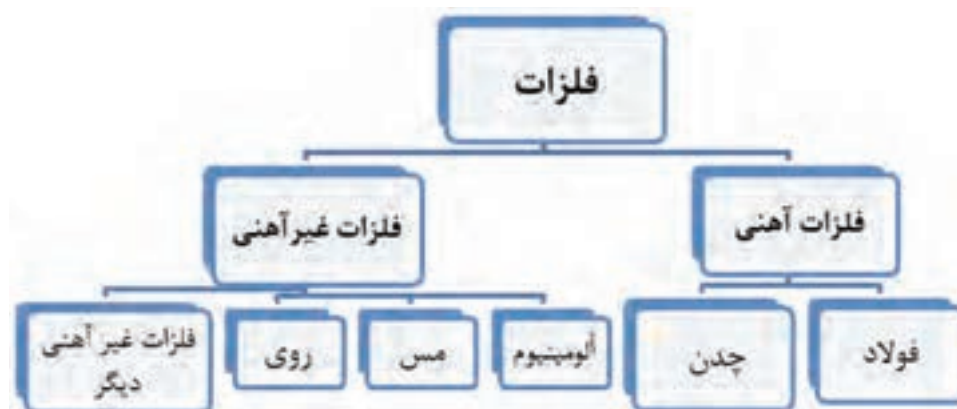 فلزات
فلزات آهنی
فلزات غیرآهنی
فولاد
چدن
آلومینیوم
مس
روی
فلزات غیر آهنی
دیگر